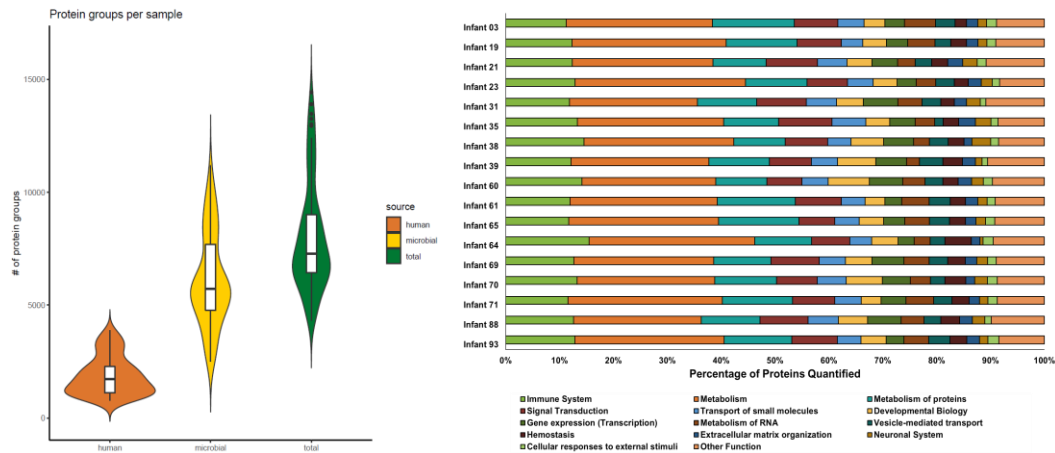 Protein groups per sample
# of protein groups
15000
10000
5000
0
human
microbial
total
source
human
microbial
total
Infant 03
Infant 19
Infant 21
Infant 23
Infant 31
Infant 35
Infant 38
Infant 39
Infant 60
Infant 61
Infant 65
Infant 64
Infant 69
Infant 70
Infant 71
Infant 88
Infant 93
0% 10% 20% 30% 40% 50% 60% 70% 80% 90% 100%
Percentage of Proteins Quantified
Immune System Metabolism Metabolism of proteins
Signal Transduction Transport of small molecules Developmental Biology
Gene expression (Transcription) Metabolism of RNA Vesicle-mediated transport
Hemostasis Extracellular matrix organization Neuronal System
Cellular responses to external stimuli Other Function